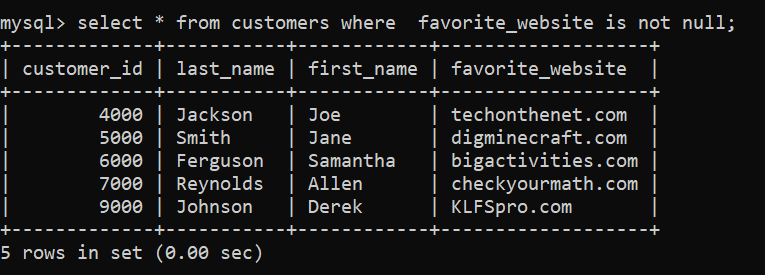 mysql> select * from customers where  favorite_website is not null;
+-------------+-----------+------------+-------------------+
| customer_id | last_name | first_name | favorite_website  |
+-------------+-----------+------------+-------------------+
|        4000 | Jackson   | Joe        | techonthenet.com  |
|        5000 | Smith     | Jane       | digminecraft.com  |
|        6000 | Ferguson  | Samantha   | bigactivities.com |
|        7000 | Reynolds  | Allen      | checkyourmath.com |
|        9000 | Johnson   | Derek      | KLFSpro.com       |
+-------------+-----------+------------+-------------------+
5 rows in set (0.00 sec)